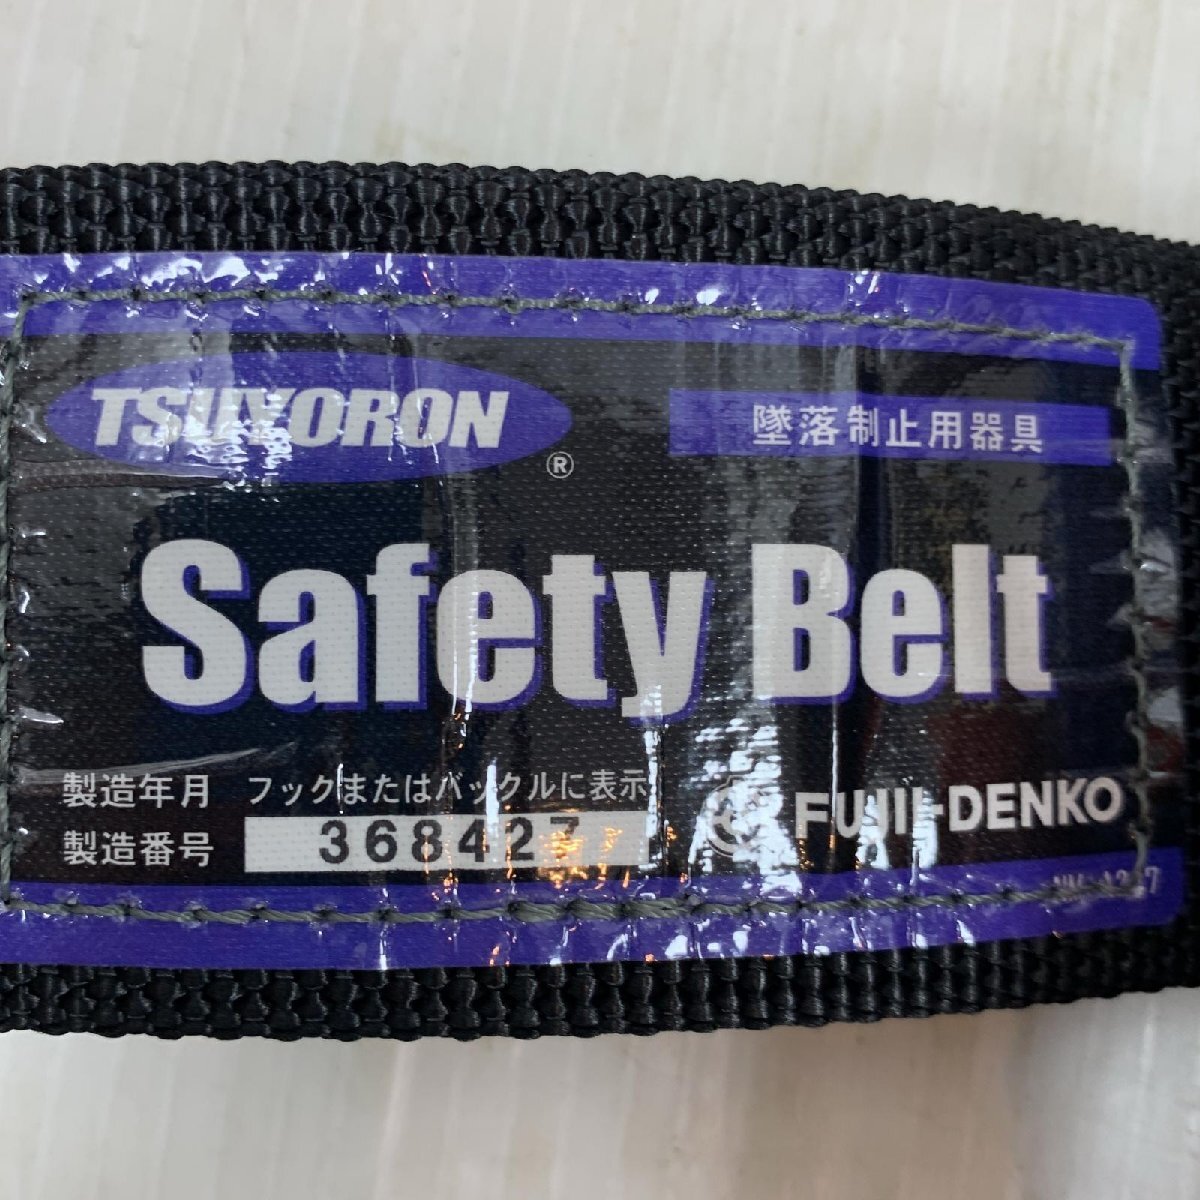 TSUYORON
®
墜落制止用器具
Safety Belt
製造年月 フックまたはバックルに表示
製造番号 368427
FUJII-DENKO